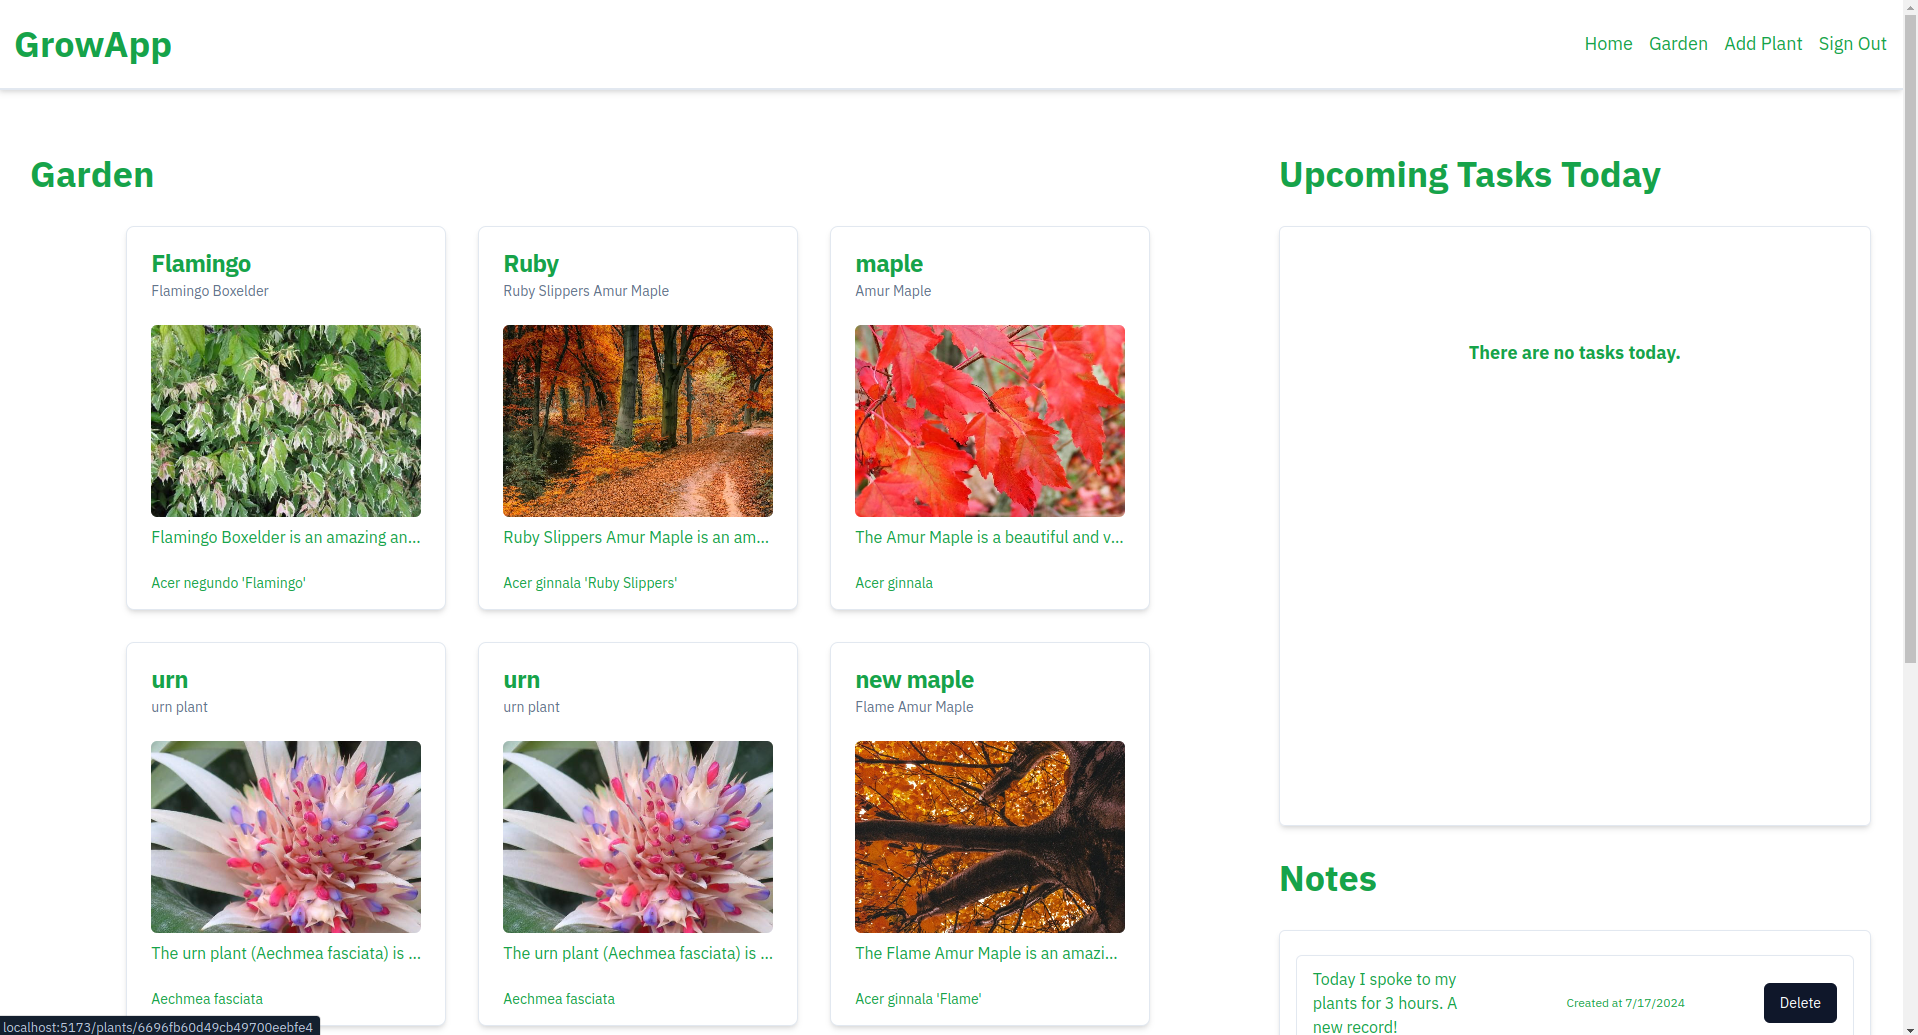 GrowApp
Home Garden Add Plant Sign Out
Garden
Flamingo
Flamingo Boxelder
Flamingo Boxelder is an amazing an...
Acer negundo 'Flamingo'
Ruby
Ruby Slippers Amur Maple
Ruby Slippers Amur Maple is an am...
Acer ginnala 'Ruby Slippers'
maple
Amur Maple
The Amur Maple is a beautiful and v...
Acer ginnala
urn
urn plant
The urn plant (Aechmea fasciata) is ...
Aechmea fasciata
urn
urn plant
The urn plant (Aechmea fasciata) is ...
Aechmea fasciata
new maple
Flame Amur Maple
The Flame Amur Maple is an amazi...
Acer ginnala 'Flame'
Upcoming Tasks Today
There are no tasks today.
Notes
Today I spoke to my
plants for 3 hours. A
new record!
Created at 7/17/2024
Delete
localhost:5173/plants/6696fb60d49cb49700eebfe4